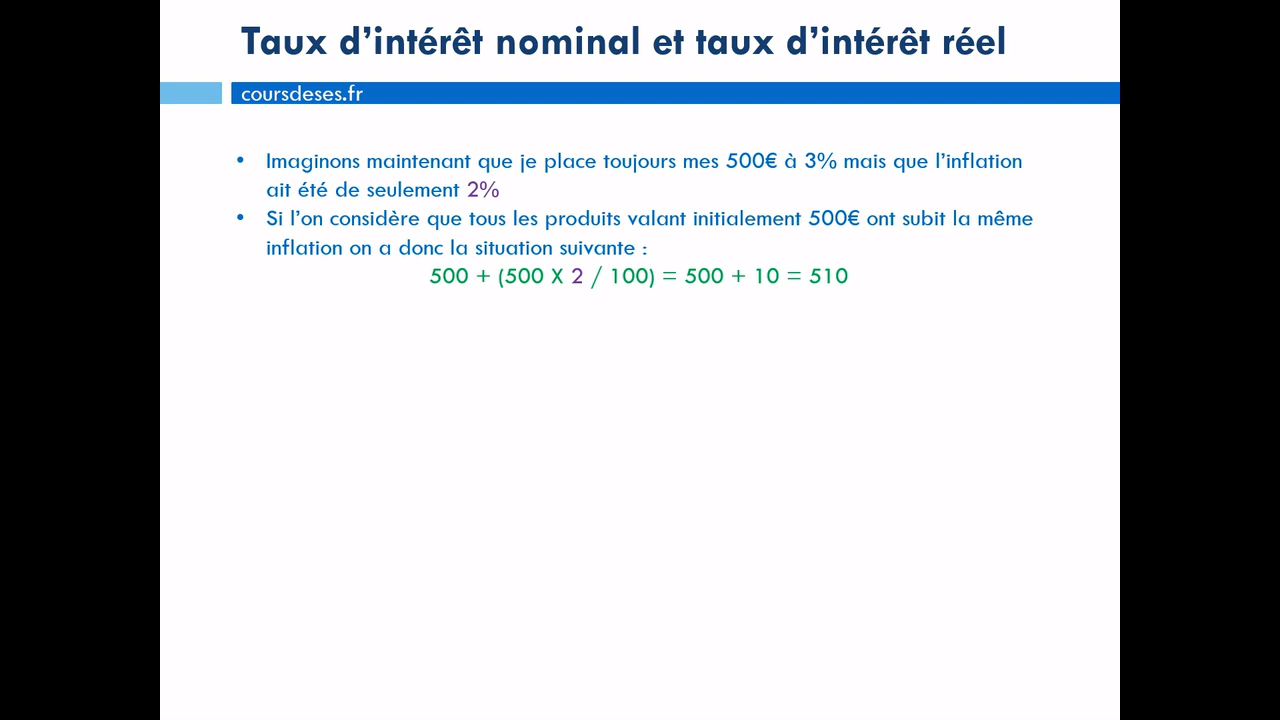 Taux d’intérêt nominal et taux d’intérêt réel
coursdeses.fr
• Imaginons maintenant que je place toujours mes 500€ à 3% mais que l’inflation
ait été de seulement 2%
• Si l’on considère que tous les produits valant initialement 500€ ont subit la même
inflation on a donc la situation suivante :
500 + (500 X 2 / 100) = 500 + 10 = 510